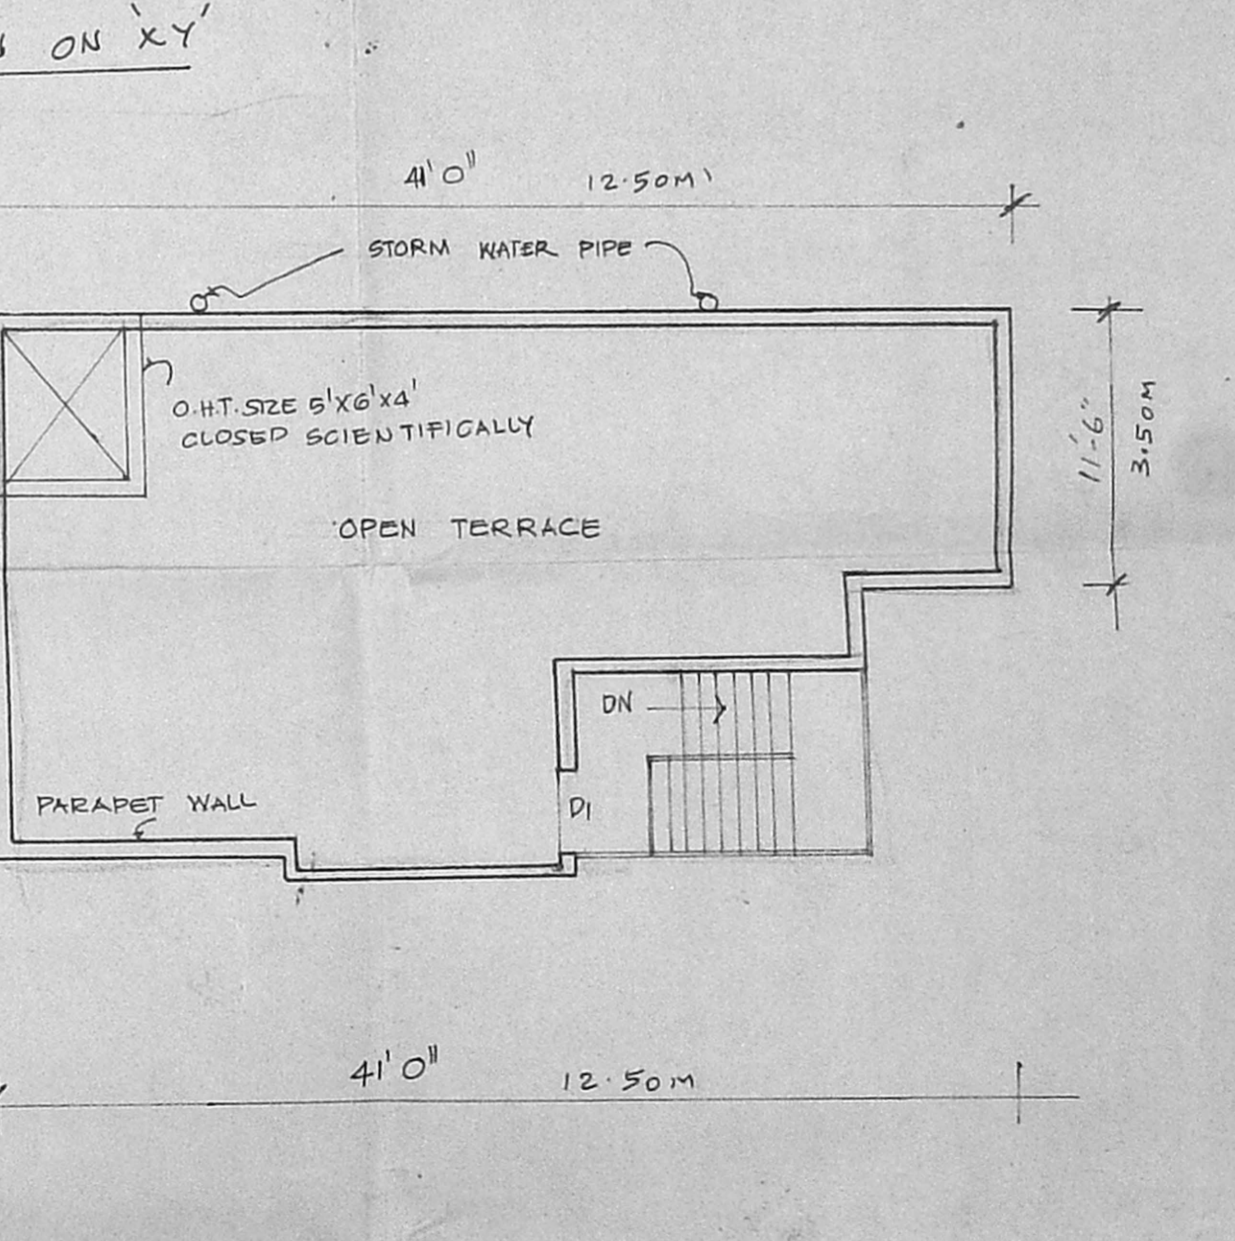 ON 'XY'
41'0" 12.50M
STORM WATER PIPE
O.H.T. SIZE 5'X6'X4'
CLOSED SCIENTIFICALLY
11'-6"
3.50M
OPEN TERRACE
DN
PARAPET WALL
D1
41'0" 12.50M